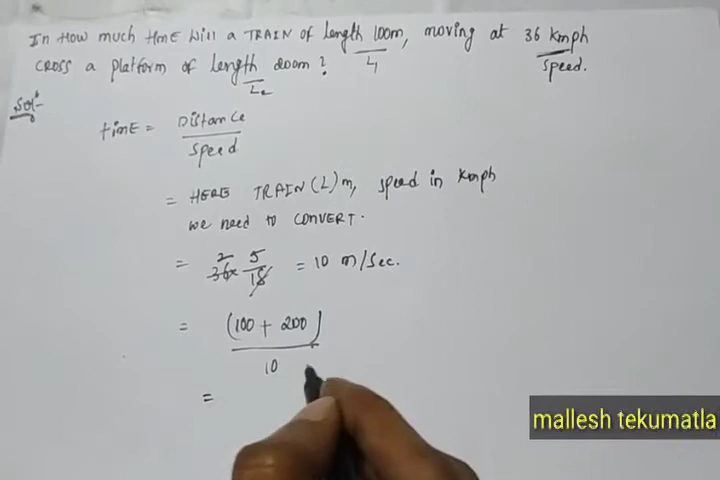 In How much time will a TRAIN of length 100m, moving at 36 kmph
L₁
cross a platform of length 200m?
speed.
L₂
Sol:-
time = Distance / Speed
= HERE TRAIN (L) m, speed in kmph
we need to CONVERT.
= 36 × 5/18 = 10 m/sec.
2
= (100 + 200) / 10
=
mallesh tekumatla